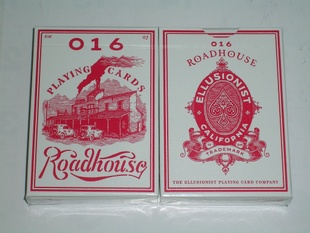 016
PLAYING CARDS
Roadhouse
016
ROADHOUSE
ELLUSIONIST
CALIFORNIA
TRADEMARK
THE ELLUSIONIST PLAYING CARD COMPANY